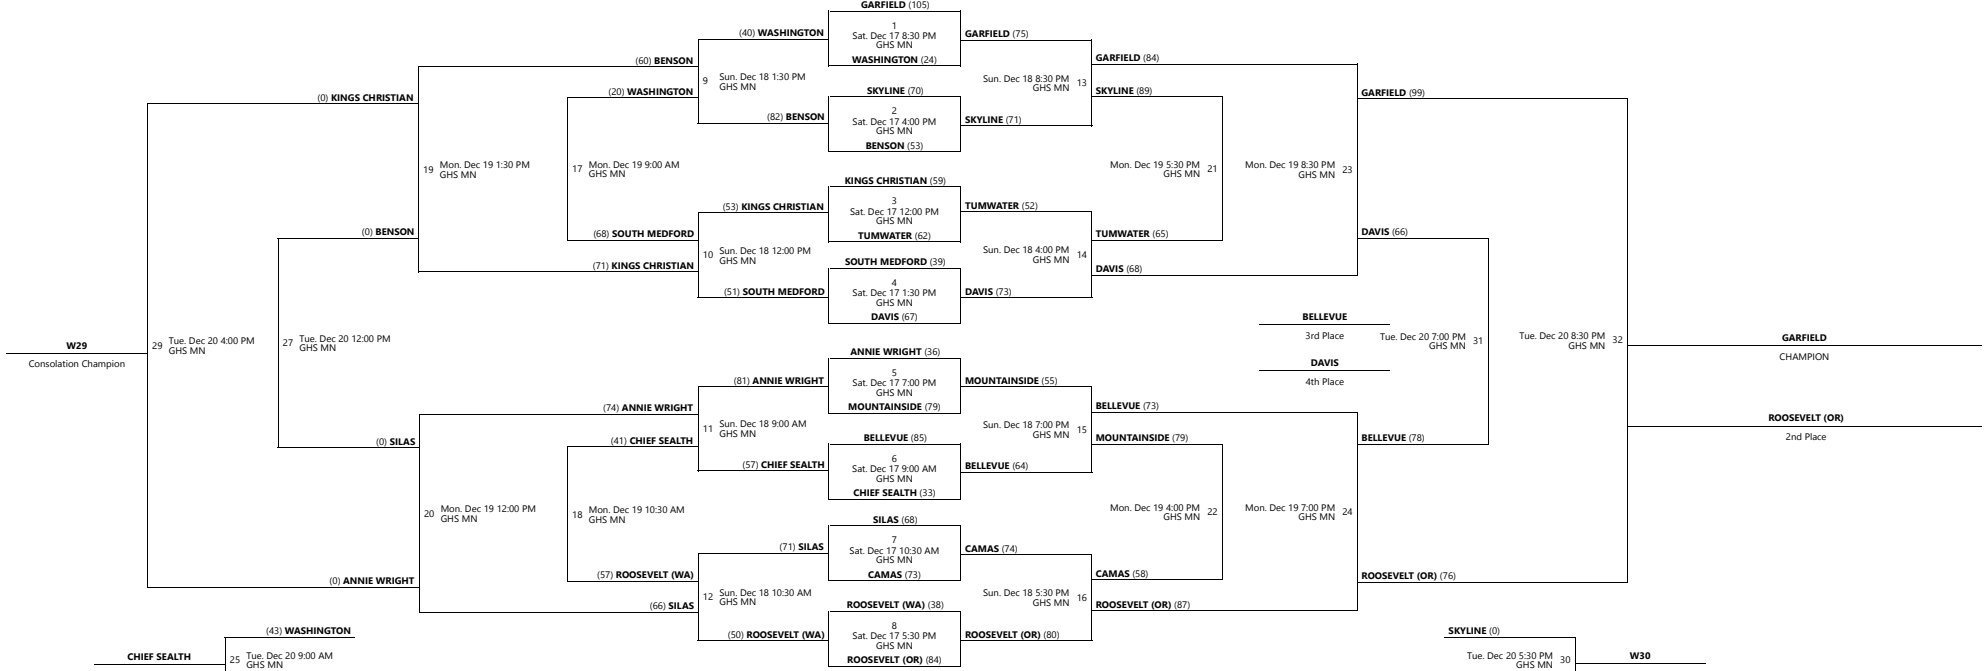 GARFIELD (105)
1
Sat. Dec 17 8:30 PM
GHS MN
WASHINGTON (24)
SKYLINE (70)
2
Sat. Dec 17 4:00 PM
GHS MN
BENSON (53)
KINGS CHRISTIAN (59)
3
Sat. Dec 17 12:00 PM
GHS MN
TUMWATER (62)
SOUTH MEDFORD (39)
4
Sat. Dec 17 1:30 PM
GHS MN
DAVIS (67)
ANNIE WRIGHT (36)
5
Sat. Dec 17 7:00 PM
GHS MN
MOUNTAINSIDE (79)
BELLEVUE (85)
6
Sat. Dec 17 9:00 AM
GHS MN
CHIEF SEALTH (33)
SILAS (68)
7
Sat. Dec 17 10:30 AM
GHS MN
CAMAS (73)
ROOSEVELT (WA) (38)
8
Sat. Dec 17 5:30 PM
GHS MN
ROOSEVELT (OR) (84)
(40) WASHINGTON
9 Sun. Dec 18 1:30 PM
GHS MN
(82) BENSON
(53) KINGS CHRISTIAN
10 Sun. Dec 18 12:00 PM
GHS MN
(51) SOUTH MEDFORD
(81) ANNIE WRIGHT
11 Sun. Dec 18 9:00 AM
GHS MN
(57) CHIEF SEALTH
(71) SILAS
12 Sun. Dec 18 10:30 AM
GHS MN
(50) ROOSEVELT (WA)
(60) BENSON
(20) WASHINGTON
17 Mon. Dec 19 9:00 AM
GHS MN
(68) SOUTH MEDFORD
(71) KINGS CHRISTIAN
(74) ANNIE WRIGHT
(41) CHIEF SEALTH
18 Mon. Dec 19 10:30 AM
GHS MN
(57) ROOSEVELT (WA)
(66) SILAS
(0) KINGS CHRISTIAN
19 Mon. Dec 19 1:30 PM
GHS MN
(0) BENSON
27 Tue. Dec 20 12:00 PM
GHS MN
(0) SILAS
20 Mon. Dec 19 12:00 PM
GHS MN
(0) ANNIE WRIGHT
W29
Consolation Champion
29 Tue. Dec 20 4:00 PM
GHS MN
(43) WASHINGTON
CHIEF SEALTH
25 Tue. Dec 20 9:00 AM
GHS MN
GARFIELD (75)
Sun. Dec 18 8:30 PM 13
GHS MN
SKYLINE (71)
TUMWATER (52)
Sun. Dec 18 4:00 PM 14
GHS MN
DAVIS (73)
MOUNTAINSIDE (55)
Sun. Dec 18 7:00 PM 15
GHS MN
BELLEVUE (64)
CAMAS (74)
Sun. Dec 18 5:30 PM 16
GHS MN
ROOSEVELT (OR) (80)
GARFIELD (84)
SKYLINE (89)
Mon. Dec 19 5:30 PM 21
GHS MN
TUMWATER (65)
DAVIS (68)
BELLEVUE (73)
MOUNTAINSIDE (79)
Mon. Dec 19 4:00 PM 22
GHS MN
CAMAS (58)
ROOSEVELT (OR) (87)
GARFIELD (99)
Mon. Dec 19 8:30 PM 23
GHS MN
DAVIS (66)
BELLEVUE
3rd Place
DAVIS
4th Place
Tue. Dec 20 7:00 PM 31
GHS MN
BELLEVUE (78)
Mon. Dec 19 7:00 PM 24
GHS MN
ROOSEVELT (OR) (76)
Tue. Dec 20 8:30 PM 32
GHS MN
GARFIELD
CHAMPION
ROOSEVELT (OR)
2nd Place
SKYLINE (0)
Tue. Dec 20 5:30 PM 30
GHS MN
W30